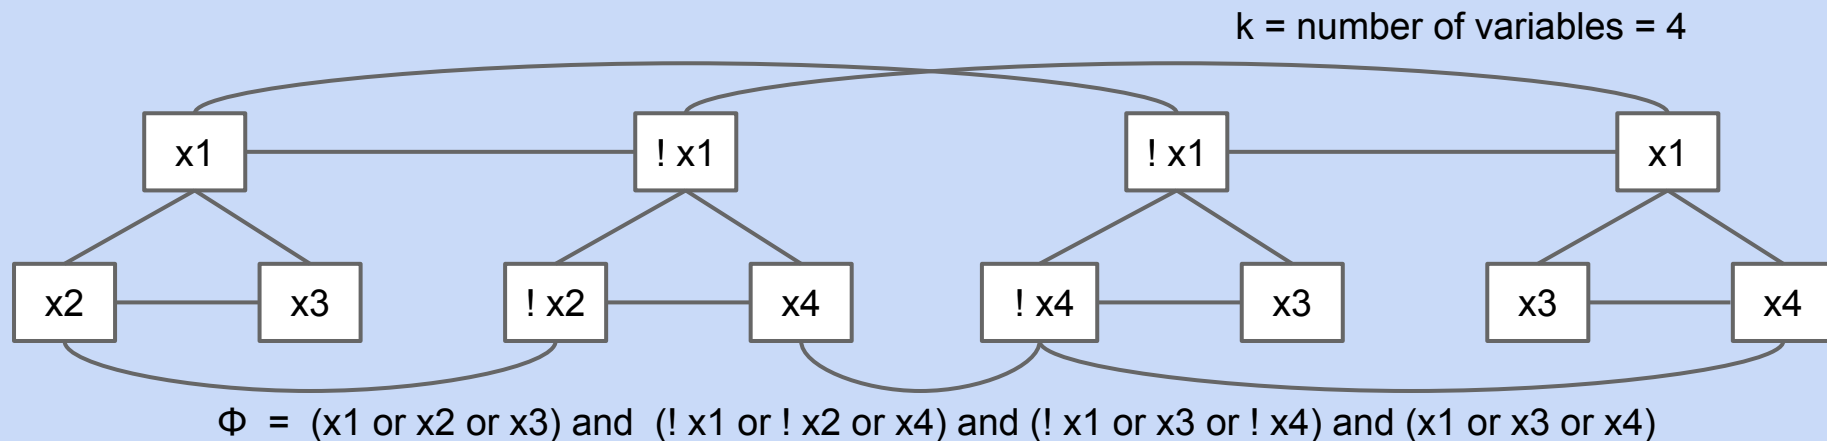 k = number of variables = 4
x1 ! x1 ! x1 x1
x2 x3 ! x2 x4 ! x4 x3 x3 x4
Φ = (x1 or x2 or x3) and (! x1 or ! x2 or x4) and (! x1 or x3 or ! x4) and (x1 or x3 or x4)